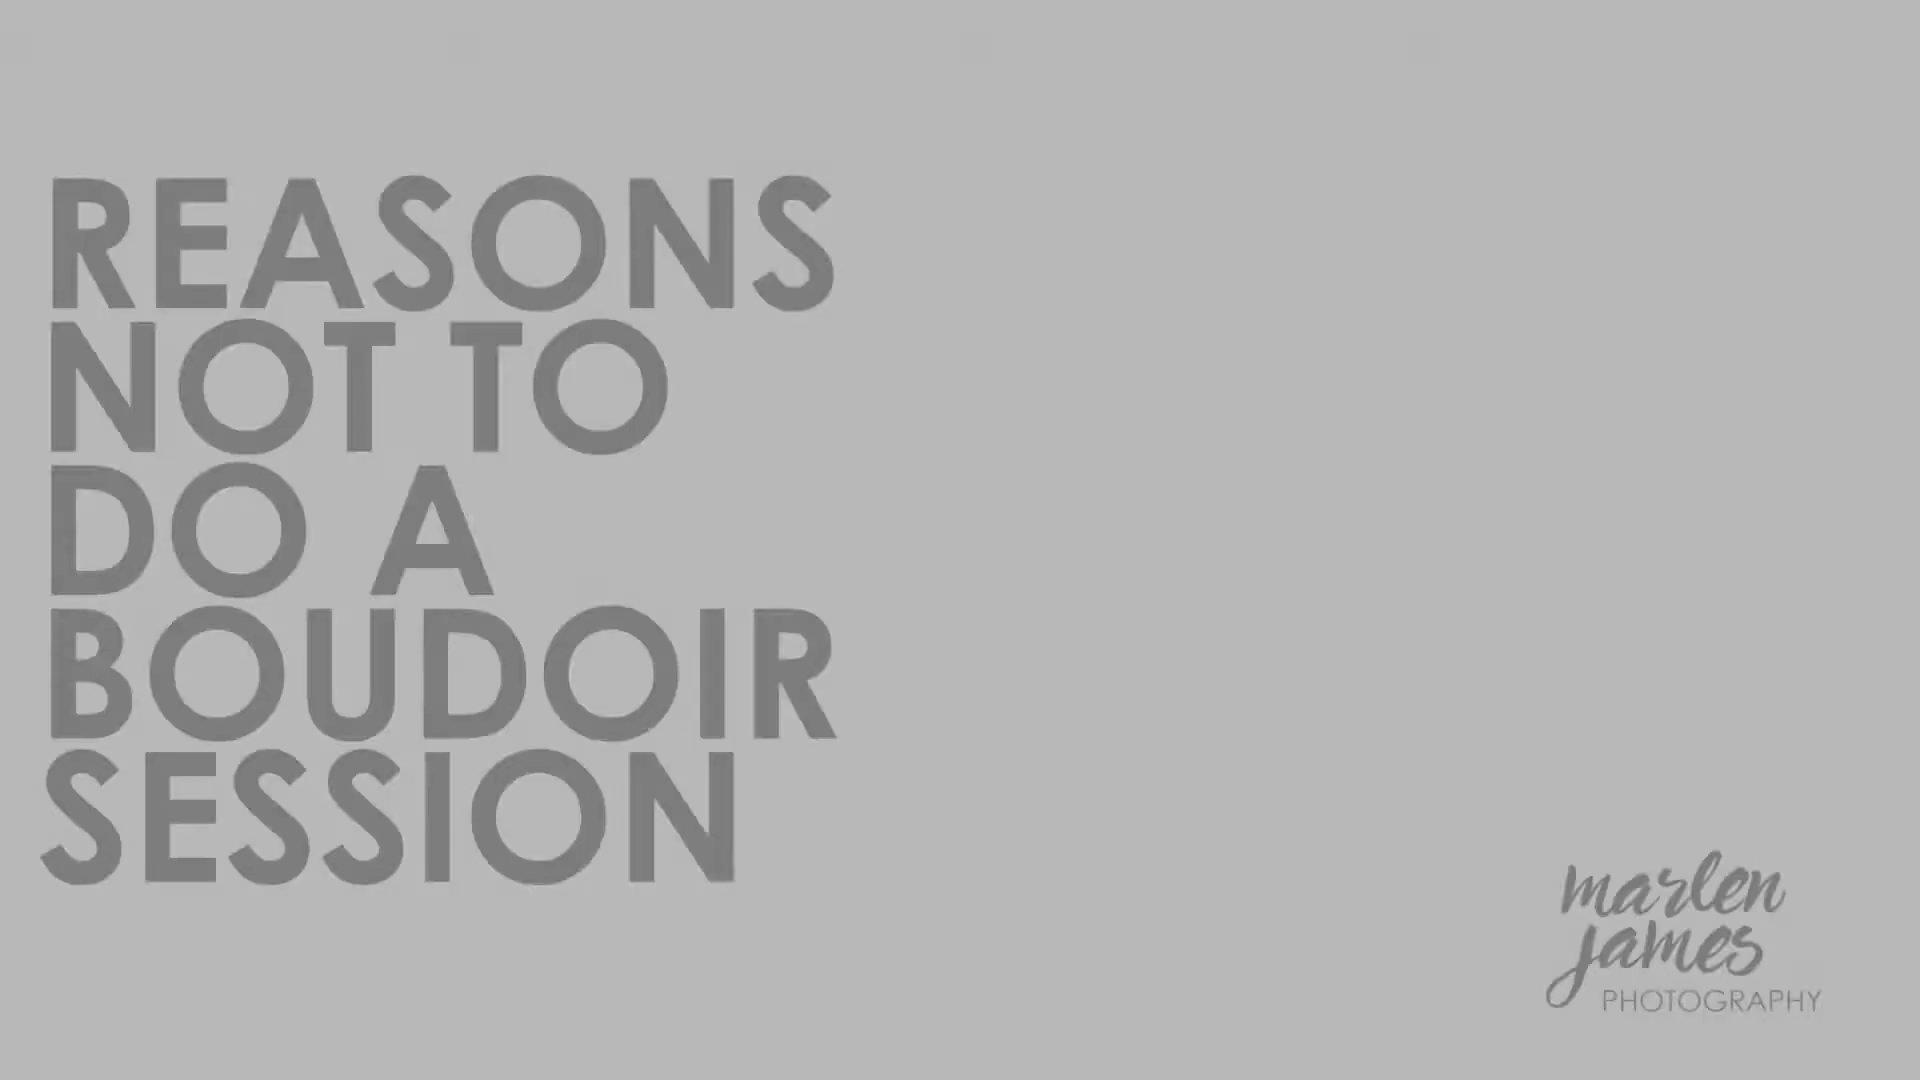 REASONS
NOT TO
DO A
BOUDOIR
SESSION
marlen
james
PHOTOGRAPHY